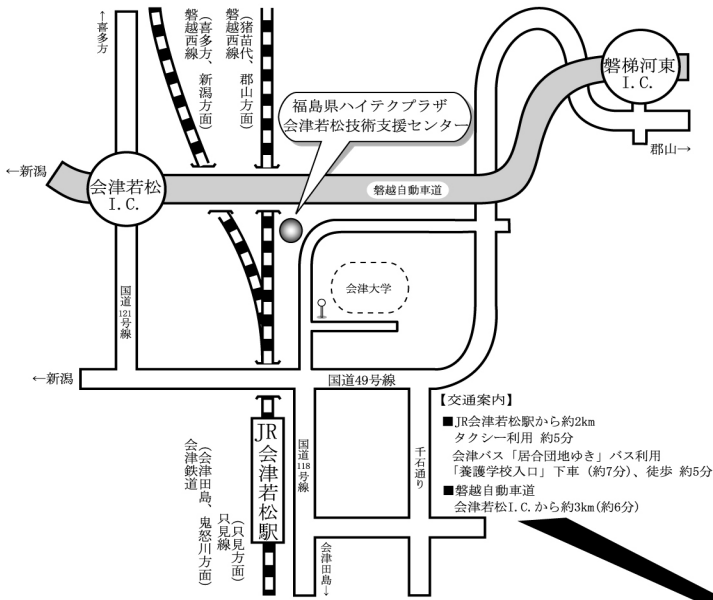 ←喜多方
磐越西線
（喜多方、新潟方面）
磐越西線
（猪苗代、郡山方面）
福島県ハイテクプラザ
会津若松技術支援センター
磐梯河東
I.C.
郡山→
←新潟
会津若松
I.C.
磐越自動車道
会津大学
国道121号線
←新潟
国道49号線
【交通案内】
■JR会津若松駅から約2km
タクシー利用 約5分
会津バス「居合団地ゆき」バス利用
「養護学校入口」下車（約7分）、徒歩 約5分
■磐越自動車道
会津若松I.C.から約3km(約6分)
JR会津若松駅
国道118号線
千石通り
会津鉄道
（会津田島、鬼怒川方面）
只見線
（只見方面）
会津田島→